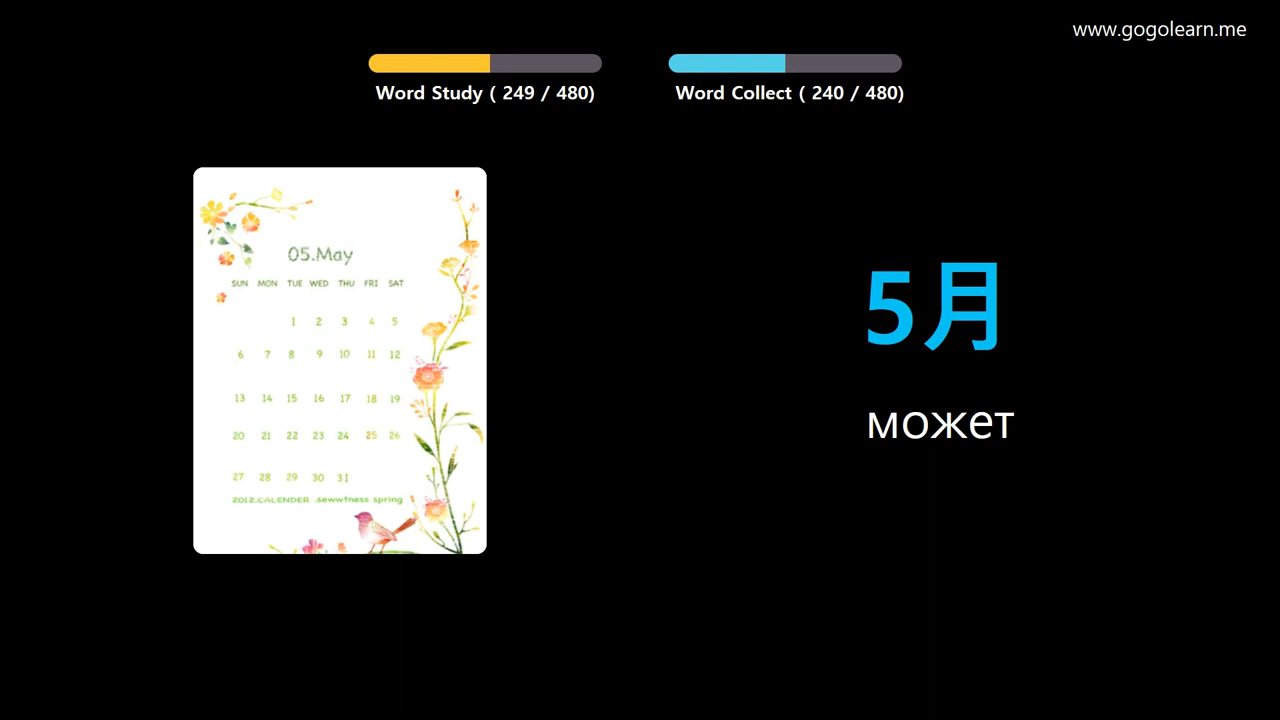 www.gogolearn.me
Word Study ( 249 / 480)
Word Collect ( 240 / 480)
05.May
SUN MON TUE WED THU FRI SAT
1 2 3 4 5
6 7 8 9 10 11 12
13 14 15 16 17 18 19
20 21 22 23 24 25 26
27 28 29 30 31
2012.CALENDER .sewwtness spring
5月
может